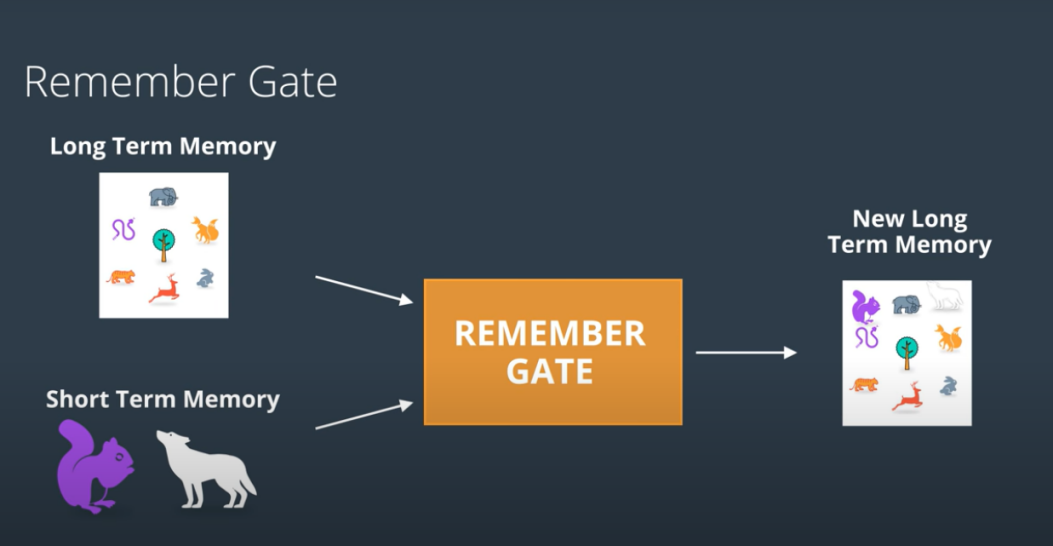 Remember Gate
Long Term Memory
Short Term Memory
REMEMBER
GATE
New Long
Term Memory